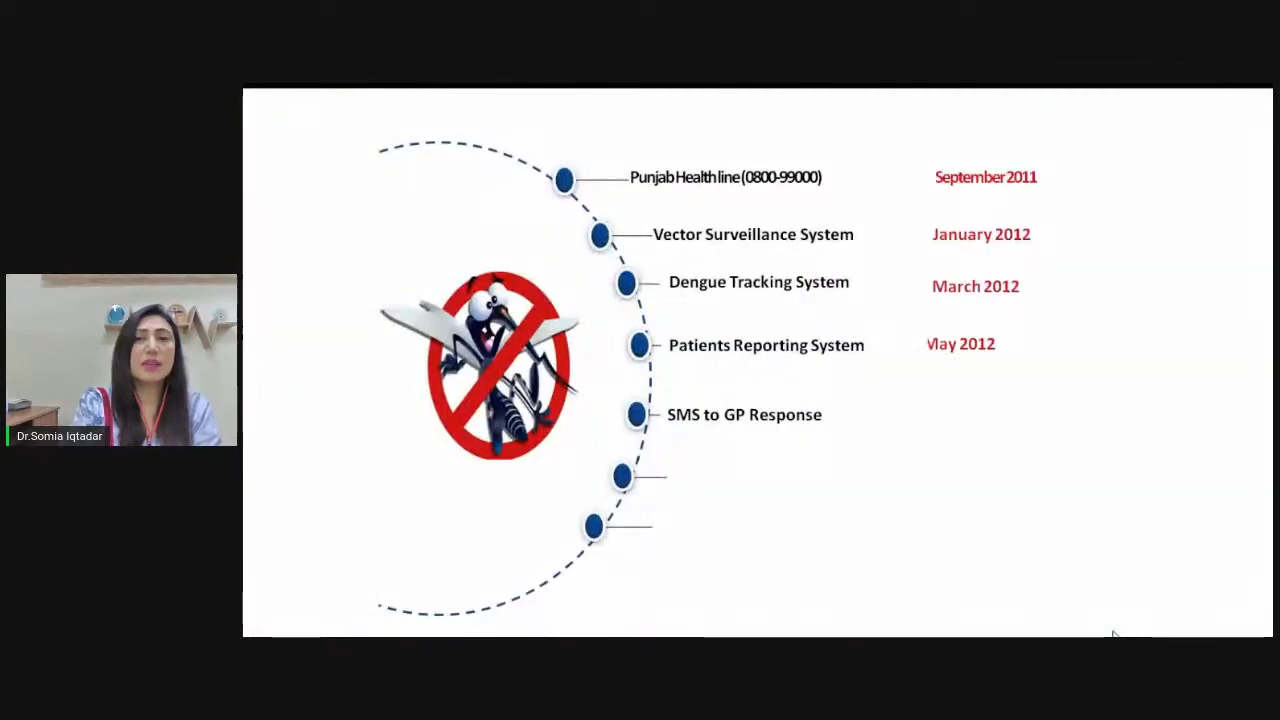 Punjab Health line (0800-99000) September 2011
Vector Surveillance System January 2012
Dengue Tracking System March 2012
Patients Reporting System May 2012
SMS to GP Response
Dr.Somia Iqtadar